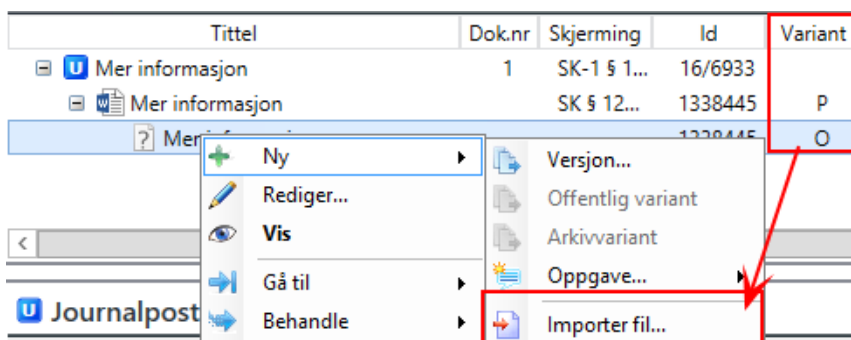 Tittel Dok.nr Skjerming Id Variant
U Mer informasjon 1 SK-1 § 1... 16/6933
Mer informasjon SK § 12... 1338445 P
? Mer O
Ny Versjon...
Rediger... Offentlig variant
Vis Arkivvariant
Gå til Oppgave...
U Journalpost Behandle Importer fil...